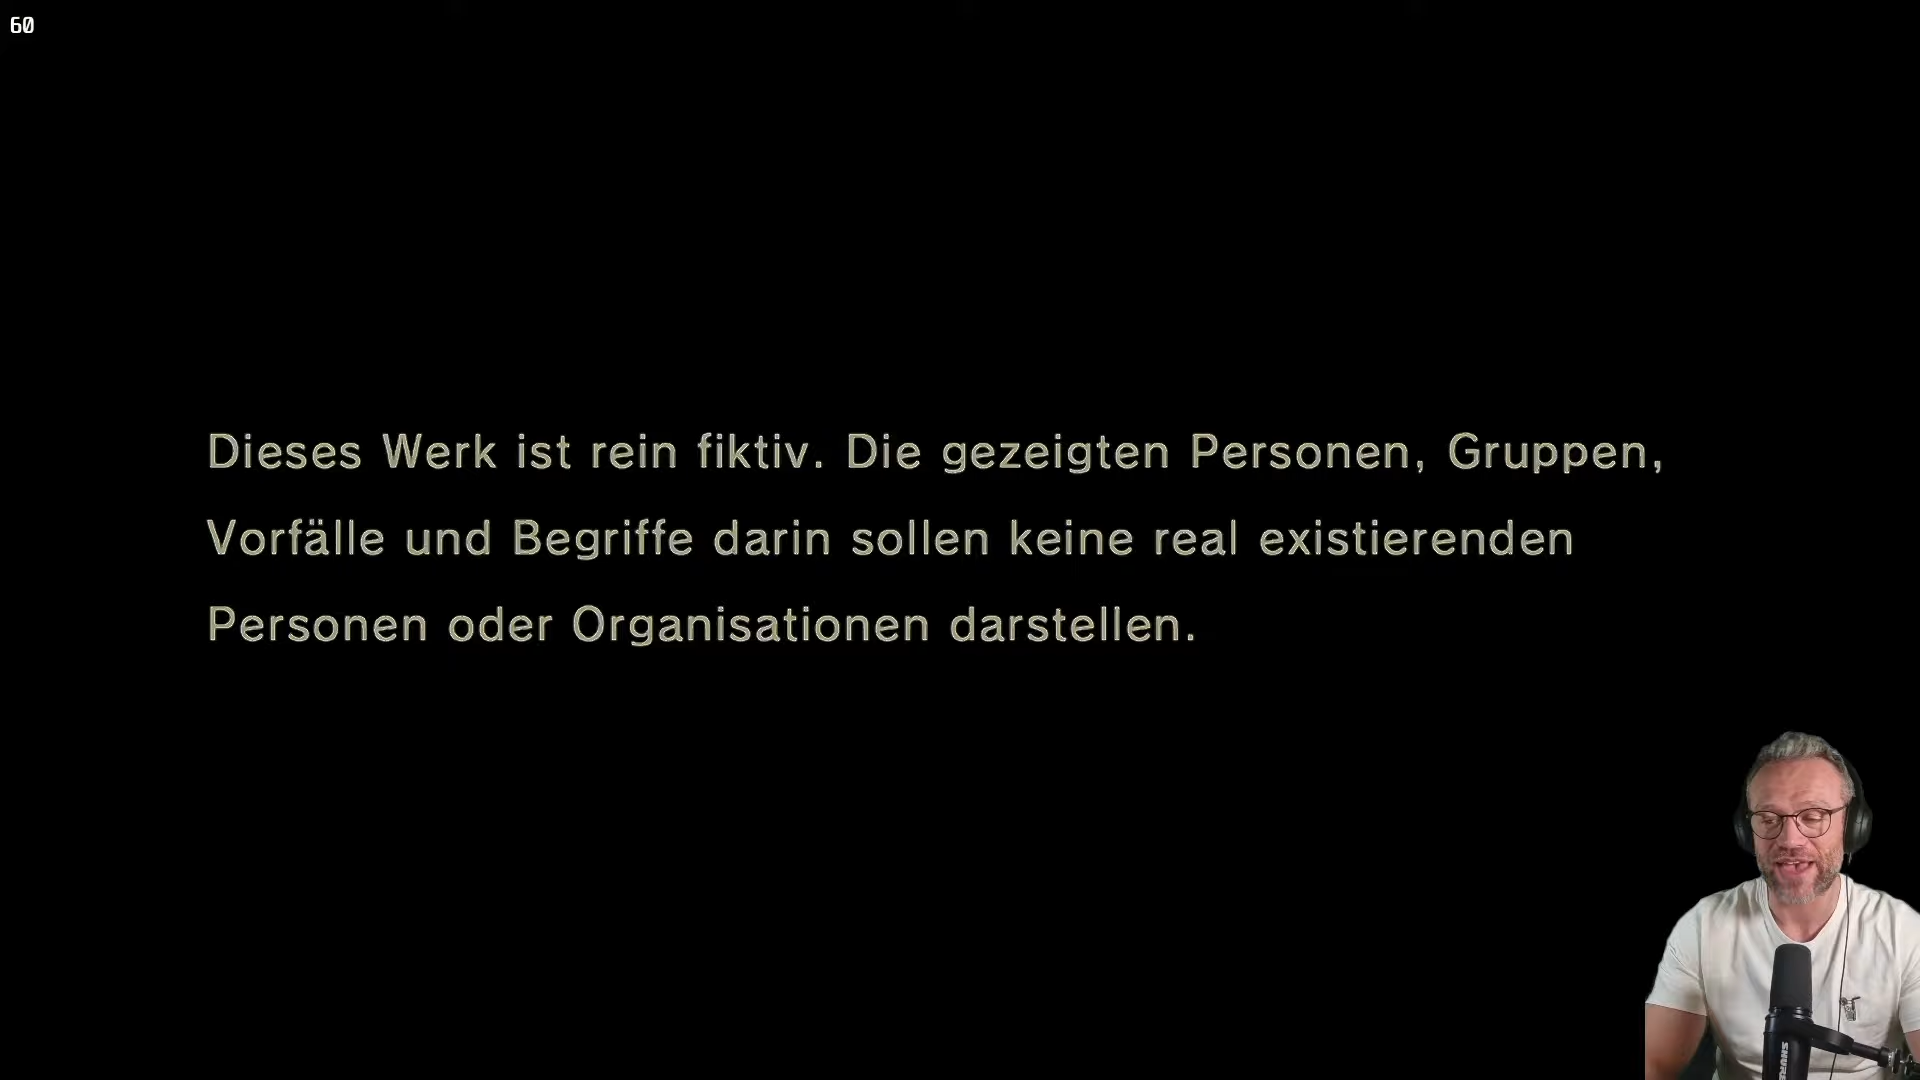 60
Dieses Werk ist rein fiktiv. Die gezeigten Personen, Gruppen,
Vorfälle und Begriffe darin sollen keine real existierenden
Personen oder Organisationen darstellen.
SHURE